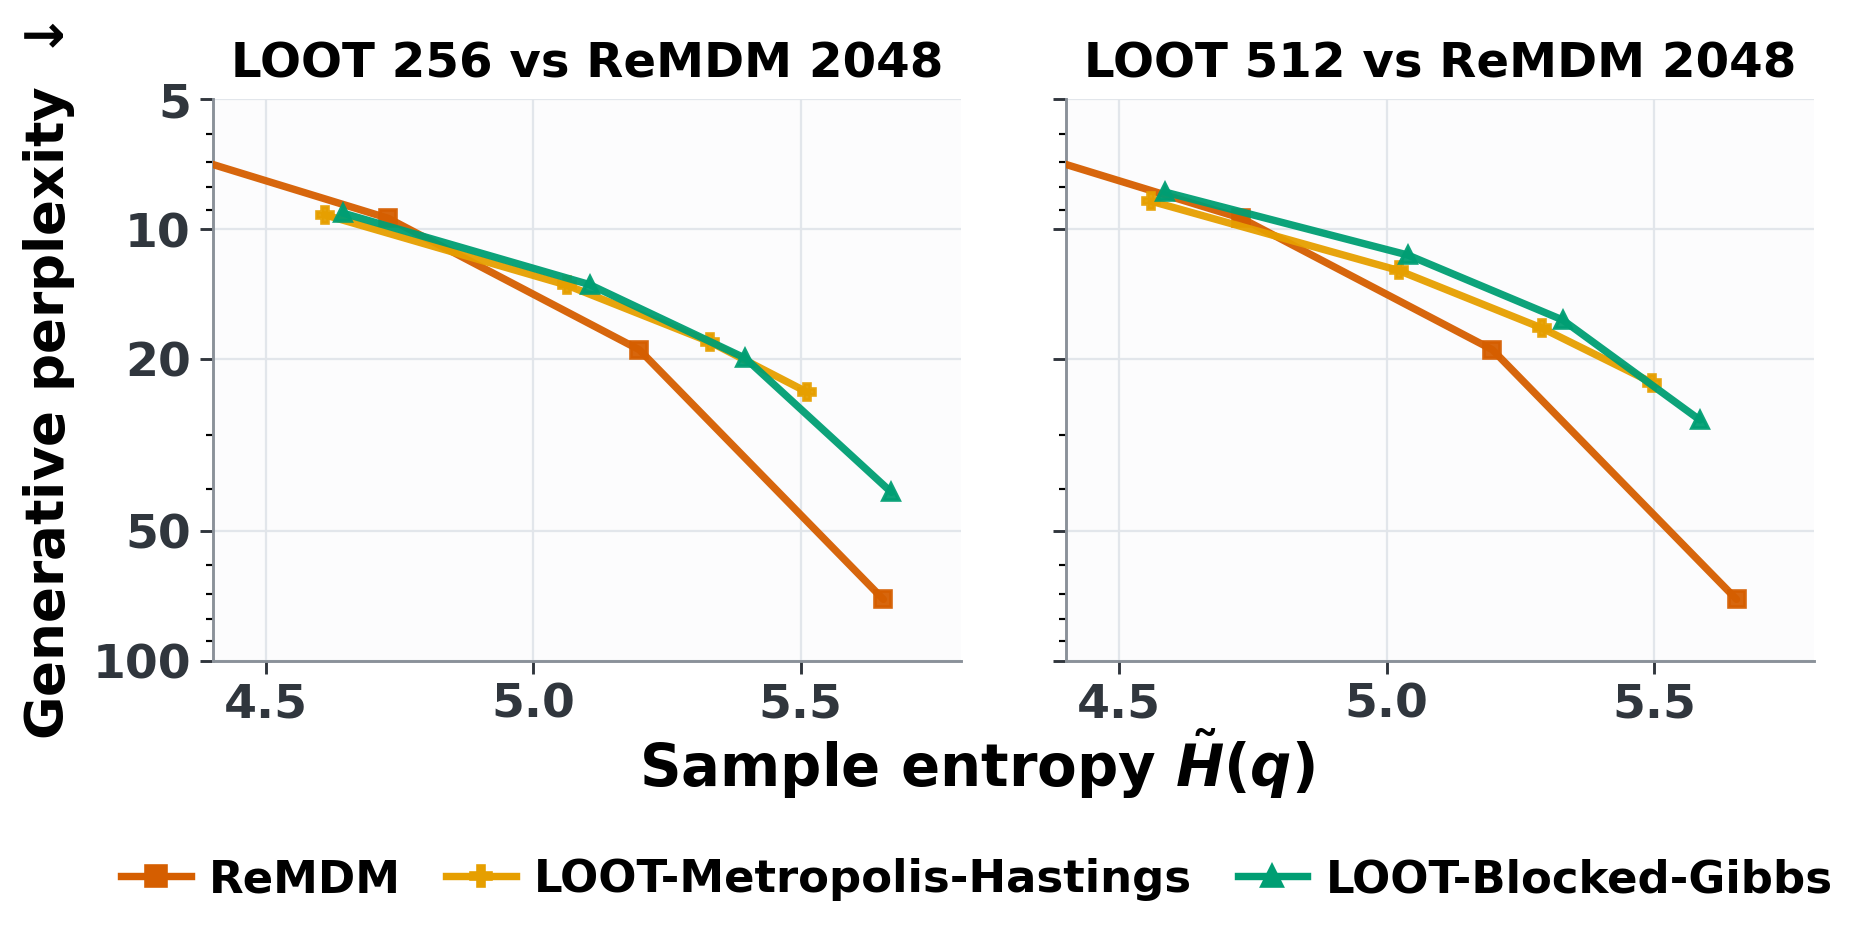 LOOT 256 vs ReMDM 2048
LOOT 512 vs ReMDM 2048
Generative perplexity →
5
10
20
50
100
4.5 5.0 5.5
4.5 5.0 5.5
Sample entropy H̃(q)
ReMDM LOOT-Metropolis-Hastings LOOT-Blocked-Gibbs